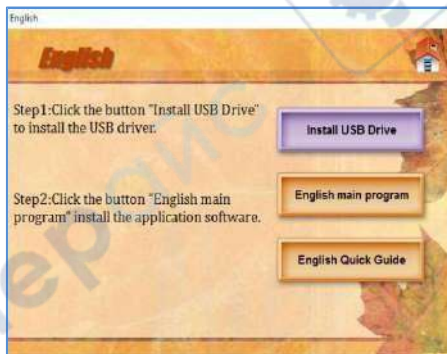 English
English
Step1:Click the button "Install USB Drive"
to install the USB driver.
Install USB Drive
Step2:Click the button "English main
program" install the application software.
English main program
English Quick Guide